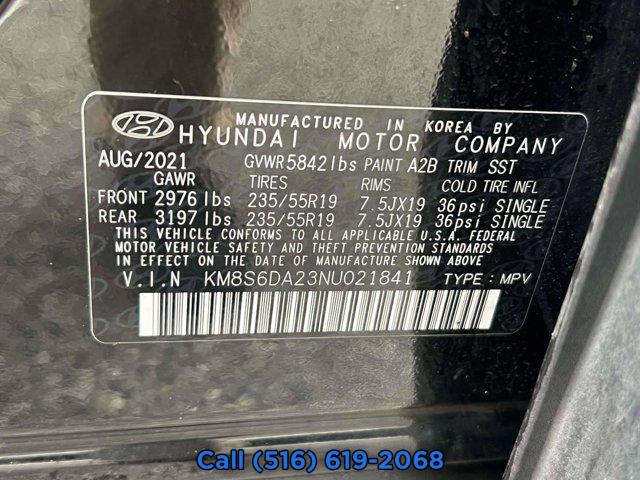 MANUFACTURED IN KOREA BY
HYUNDAI MOTOR COMPANY
AUG/2021 GVWR 5842 lbs PAINT A2B TRIM SST
GAWR TIRES RIMS COLD TIRE INFL
FRONT 2976 lbs 235/55R19 7.5JX19 36psi SINGLE
REAR 3197 lbs 235/55R19 7.5JX19 36psi SINGLE
THIS VEHICLE CONFORMS TO ALL APPLICABLE U.S.A. FEDERAL
MOTOR VEHICLE SAFETY AND THEFT PREVENTION STANDARDS
IN EFFECT ON THE DATE OF MANUFACTURE SHOWN ABOVE.
V.I.N KM8S6DA23NU021841 TYPE : MPV
Call (516) 619-2068